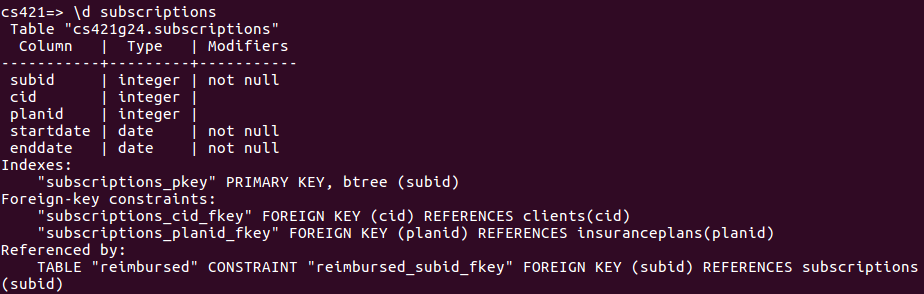 cs421=> \d subscriptions
 Table "cs421g24.subscriptions"
  Column   |  Type   | Modifiers
-----------+---------+-----------
 subid     | integer | not null
 cid       | integer |
 planid    | integer |
 startdate | date    | not null
 enddate   | date    | not null
Indexes:
    "subscriptions_pkey" PRIMARY KEY, btree (subid)
Foreign-key constraints:
    "subscriptions_cid_fkey" FOREIGN KEY (cid) REFERENCES clients(cid)
    "subscriptions_planid_fkey" FOREIGN KEY (planid) REFERENCES insuranceplans(planid)
Referenced by:
    TABLE "reimbursed" CONSTRAINT "reimbursed_subid_fkey" FOREIGN KEY (subid) REFERENCES subscriptions
(subid)